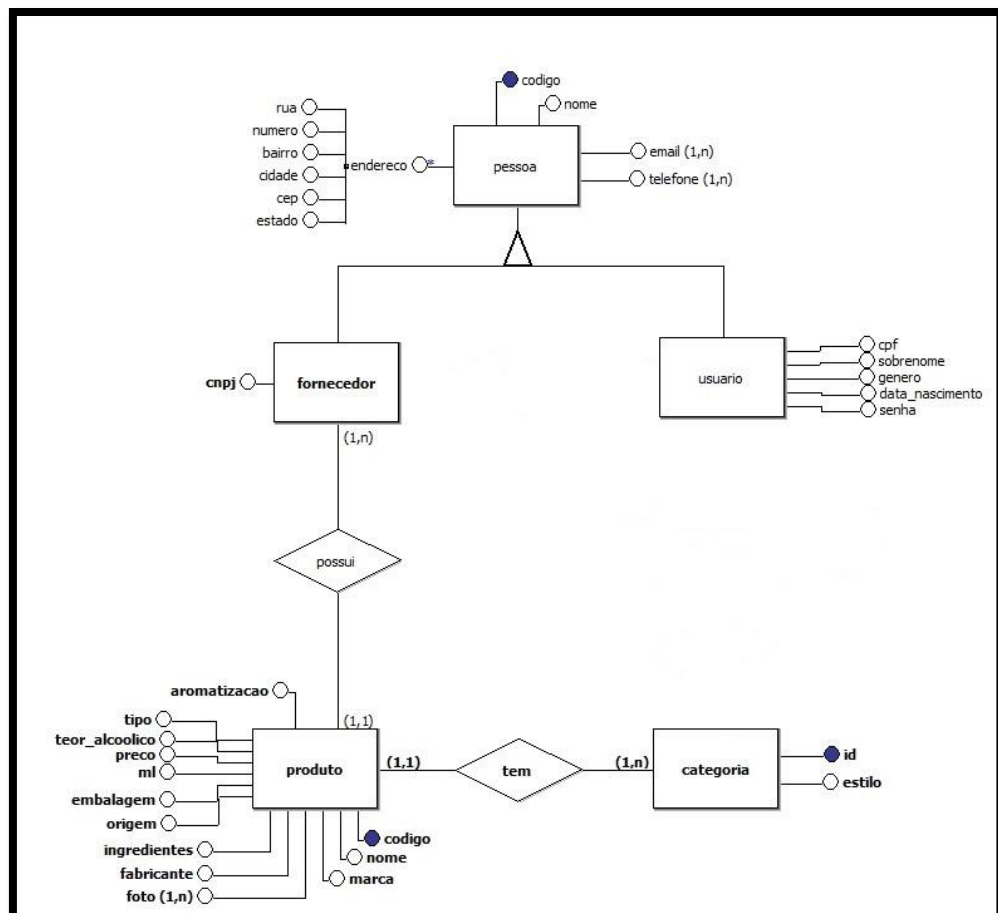 codigo
nome
rua
numero
bairro
cidade
cep
estado
endereco *
pessoa
email (1,n)
telefone (1,n)
cnpj
fornecedor
(1,n)
usuario
cpf
sobrenome
genero
data_nascimento
senha
possui
aromatizacao
tipo
teor_alcoolico
preco
ml
embalagem
origem
(1,1)
produto
(1,1)
tem
(1,n)
categoria
id
estilo
ingredientes
fabricante
foto (1,n)
codigo
nome
marca